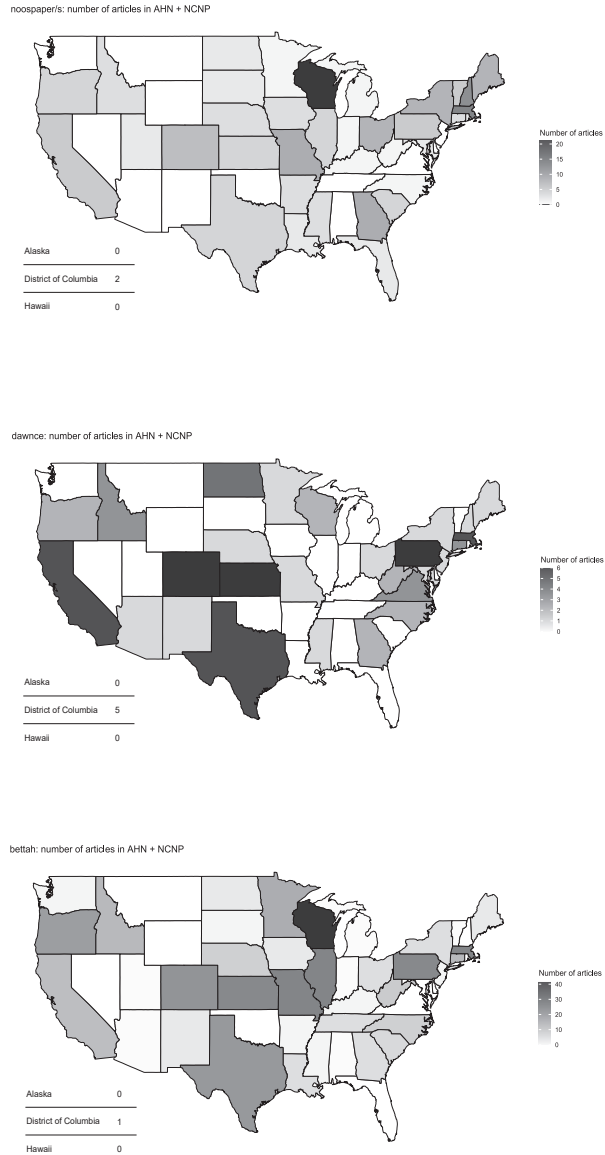 noospaper/s: number of articles in AHN + NCNP
Number of articles
20
15
10
5
0
Alaska 0
District of Columbia 2
Hawaii 0
dawnce: number of articles in AHN + NCNP
Number of articles
6
5
4
3
2
1
0
Alaska 0
District of Columbia 5
Hawaii 0
bettah: number of articles in AHN + NCNP
Number of articles
40
30
20
10
0
Alaska 0
District of Columbia 1
Hawaii 0